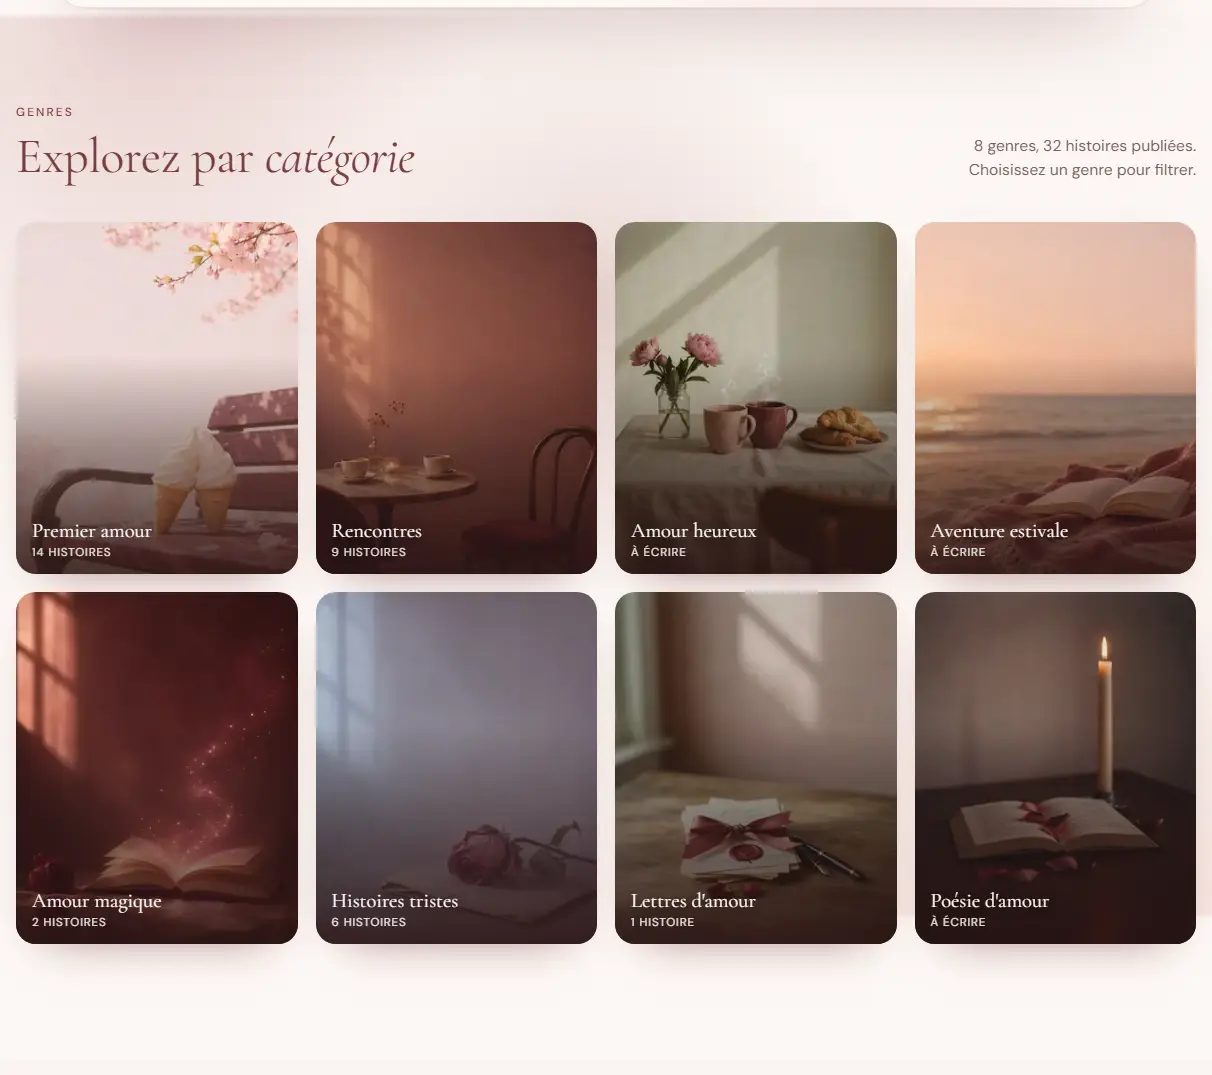 GENRES
Explorez par catégorie
8 genres, 32 histoires publiées.
Choisissez un genre pour filtrer.
Premier amour
14 HISTOIRES
Rencontres
9 HISTOIRES
Amour heureux
À ÉCRIRE
Aventure estivale
À ÉCRIRE
Amour magique
2 HISTOIRES
Histoires tristes
6 HISTOIRES
Lettres d'amour
1 HISTOIRE
Poésie d'amour
À ÉCRIRE